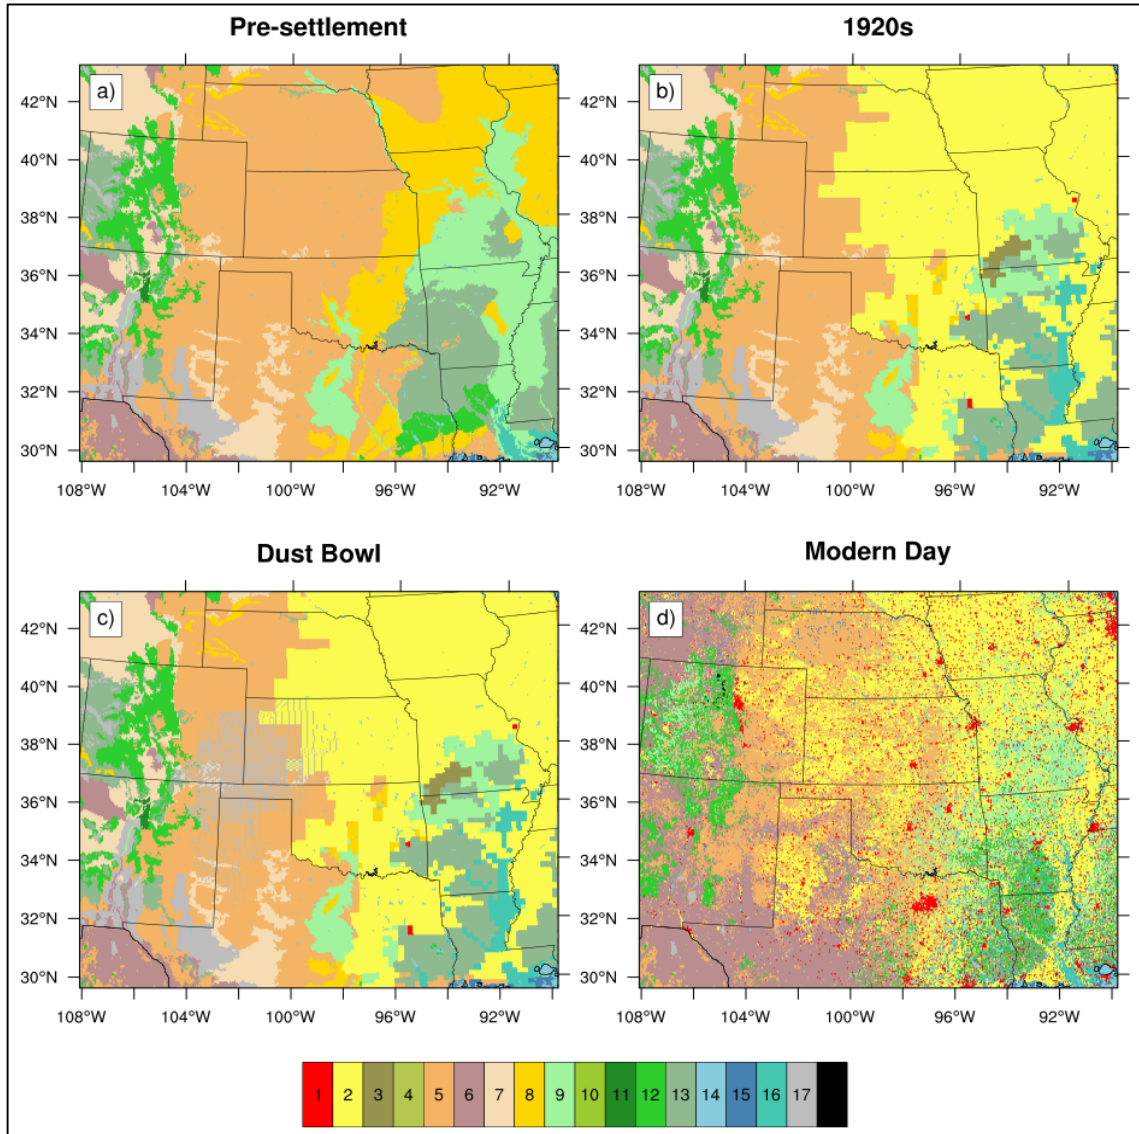 Pre-settlement
1920s
a)
b)
42°N
40°N
38°N
36°N
34°N
32°N
30°N
108°W 104°W 100°W 96°W 92°W
42°N
40°N
38°N
36°N
34°N
32°N
30°N
108°W 104°W 100°W 96°W 92°W
Dust Bowl
Modern Day
c)
d)
42°N
40°N
38°N
36°N
34°N
32°N
30°N
108°W 104°W 100°W 96°W 92°W
42°N
40°N
38°N
36°N
34°N
32°N
30°N
108°W 104°W 100°W 96°W 92°W
1 2 3 4 5 6 7 8 9 10 11 12 13 14 15 16 17